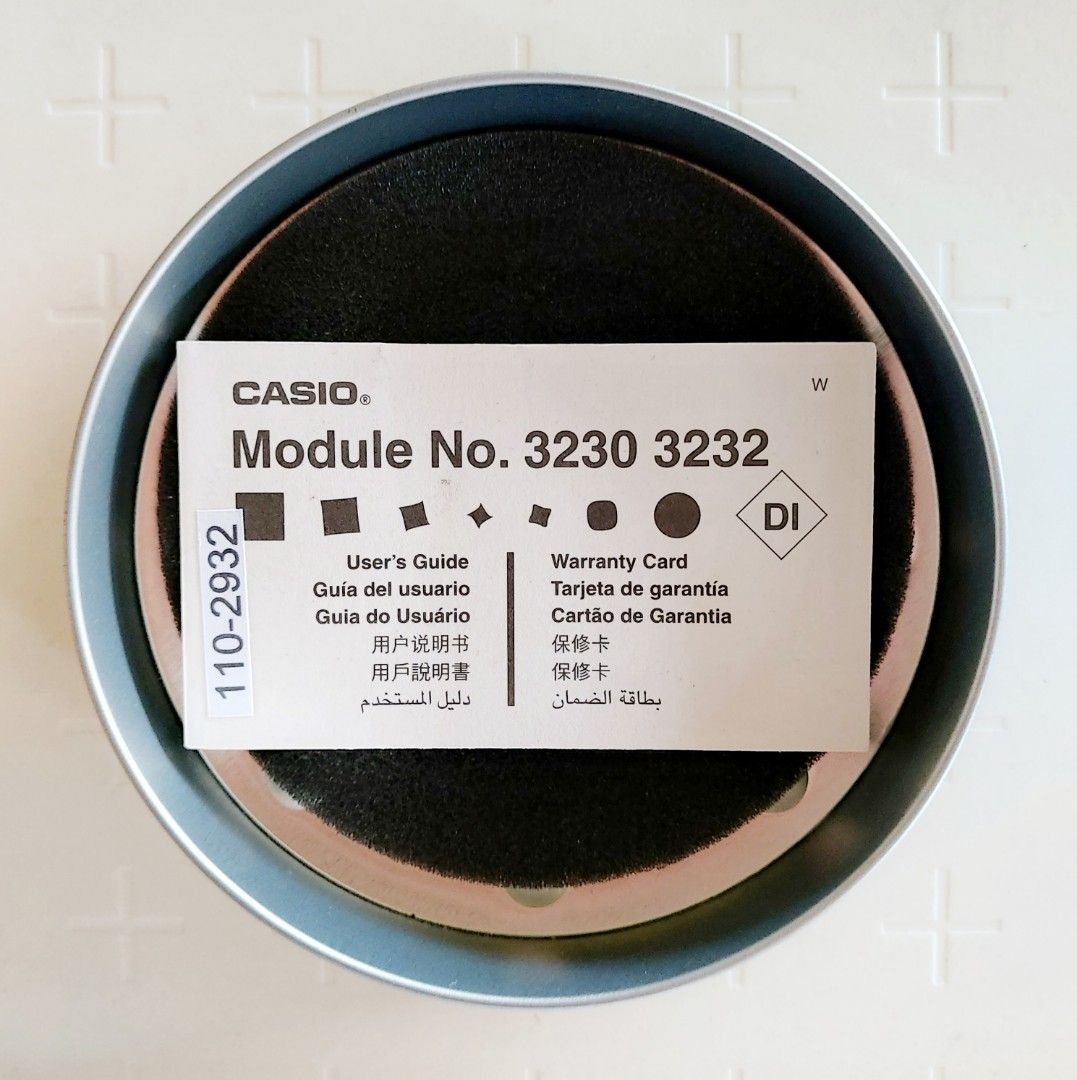 CASIO®
W
Module No. 3230 3232
DI
110-2932
User's Guide
Guía del usuario
Guia do Usuário
用户说明书
用戶說明書
دليل المستخدم
Warranty Card
Tarjeta de garantía
Cartão de Garantia
保修卡
保修卡
بطاقة الضمان